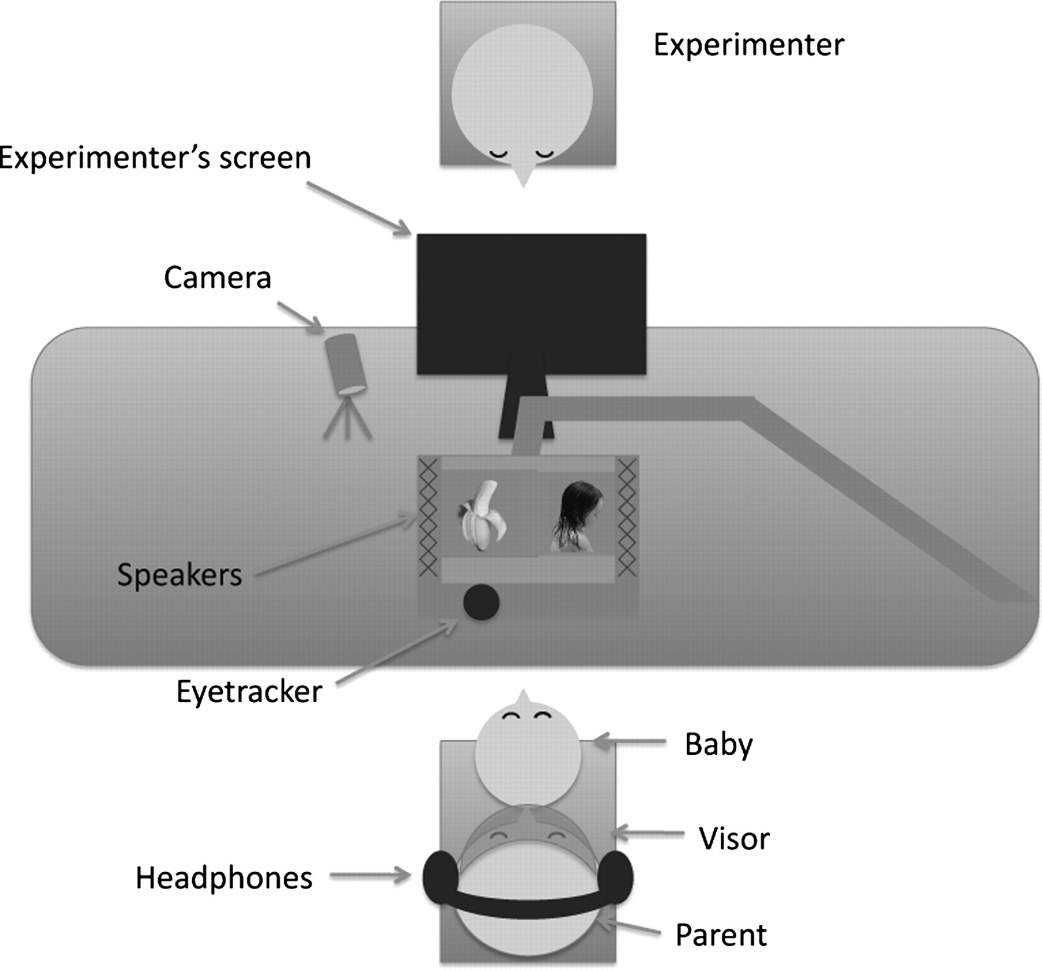 Experimenter
Experimenter's screen
Camera
Speakers
Eyetracker
Baby
Visor
Headphones
Parent